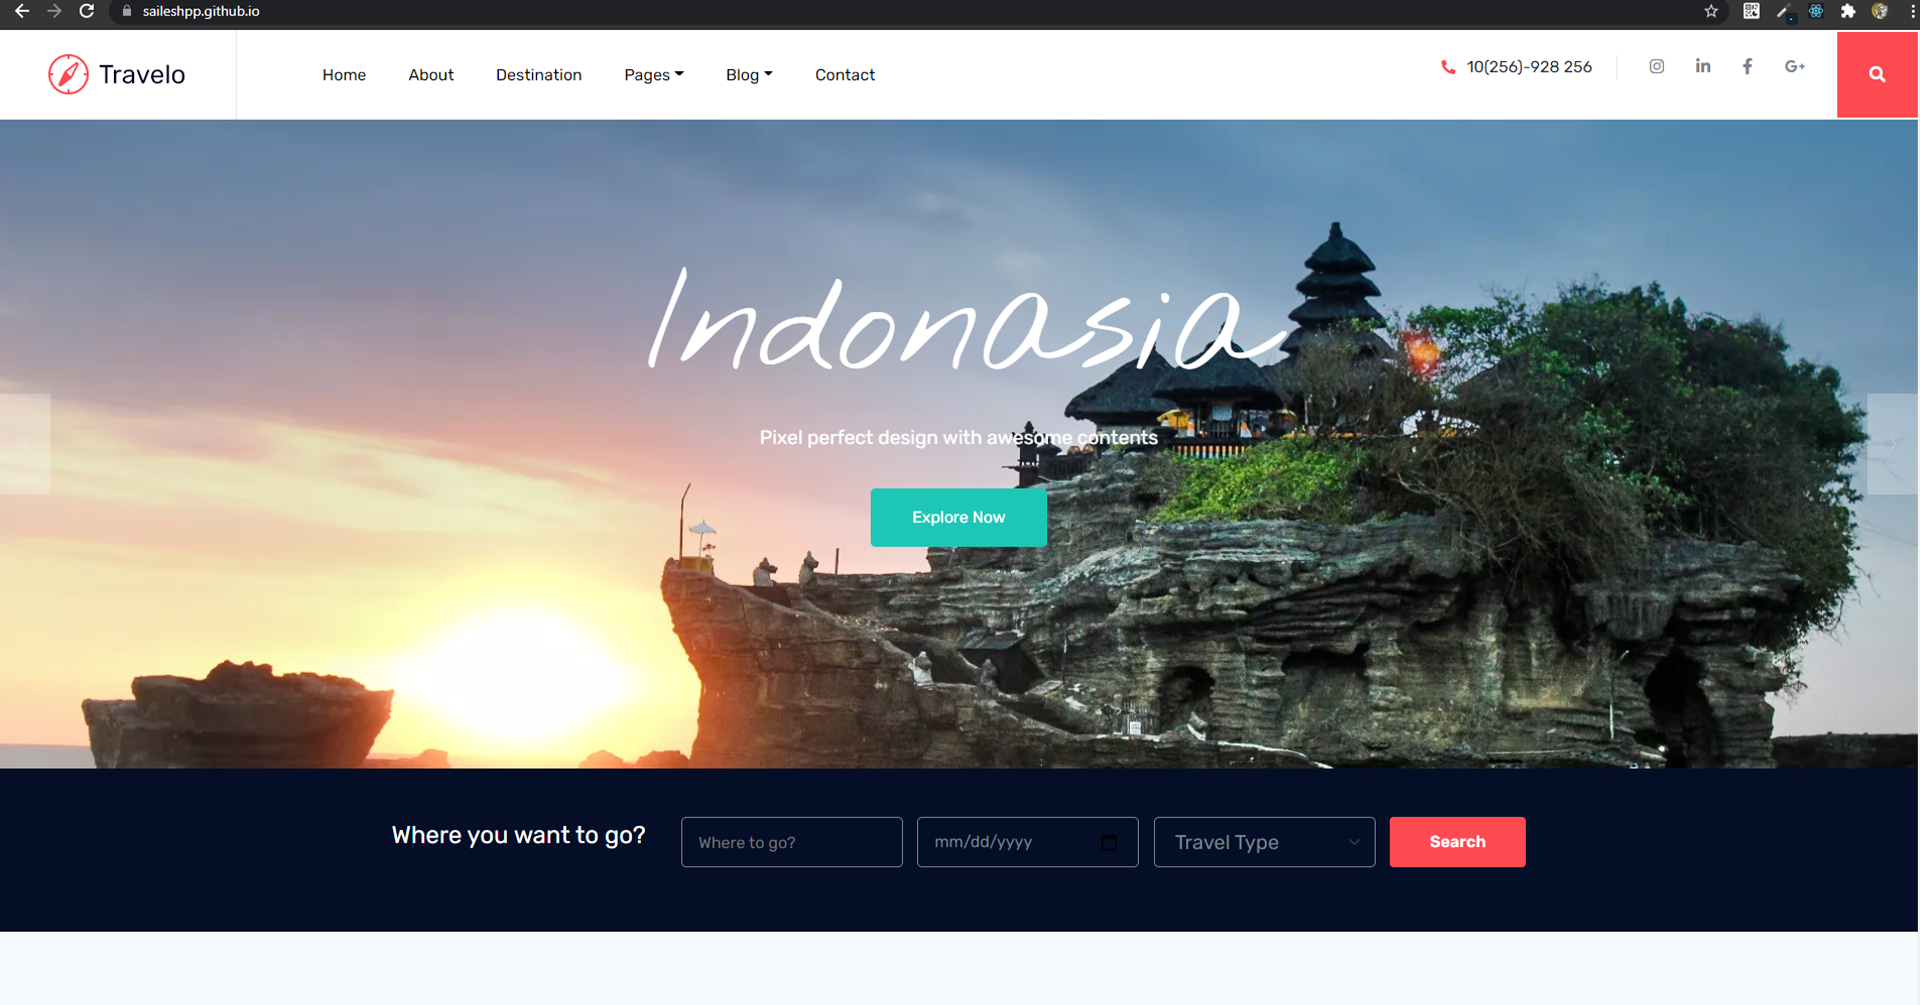 saileshpp.github.io
Travelo
Home About Destination Pages Blog Contact
10(256)-928 256
Indonasia
Pixel perfect design with awesome contents
Explore Now
Where you want to go?
Where to go?
mm/dd/yyyy
Travel Type
Search